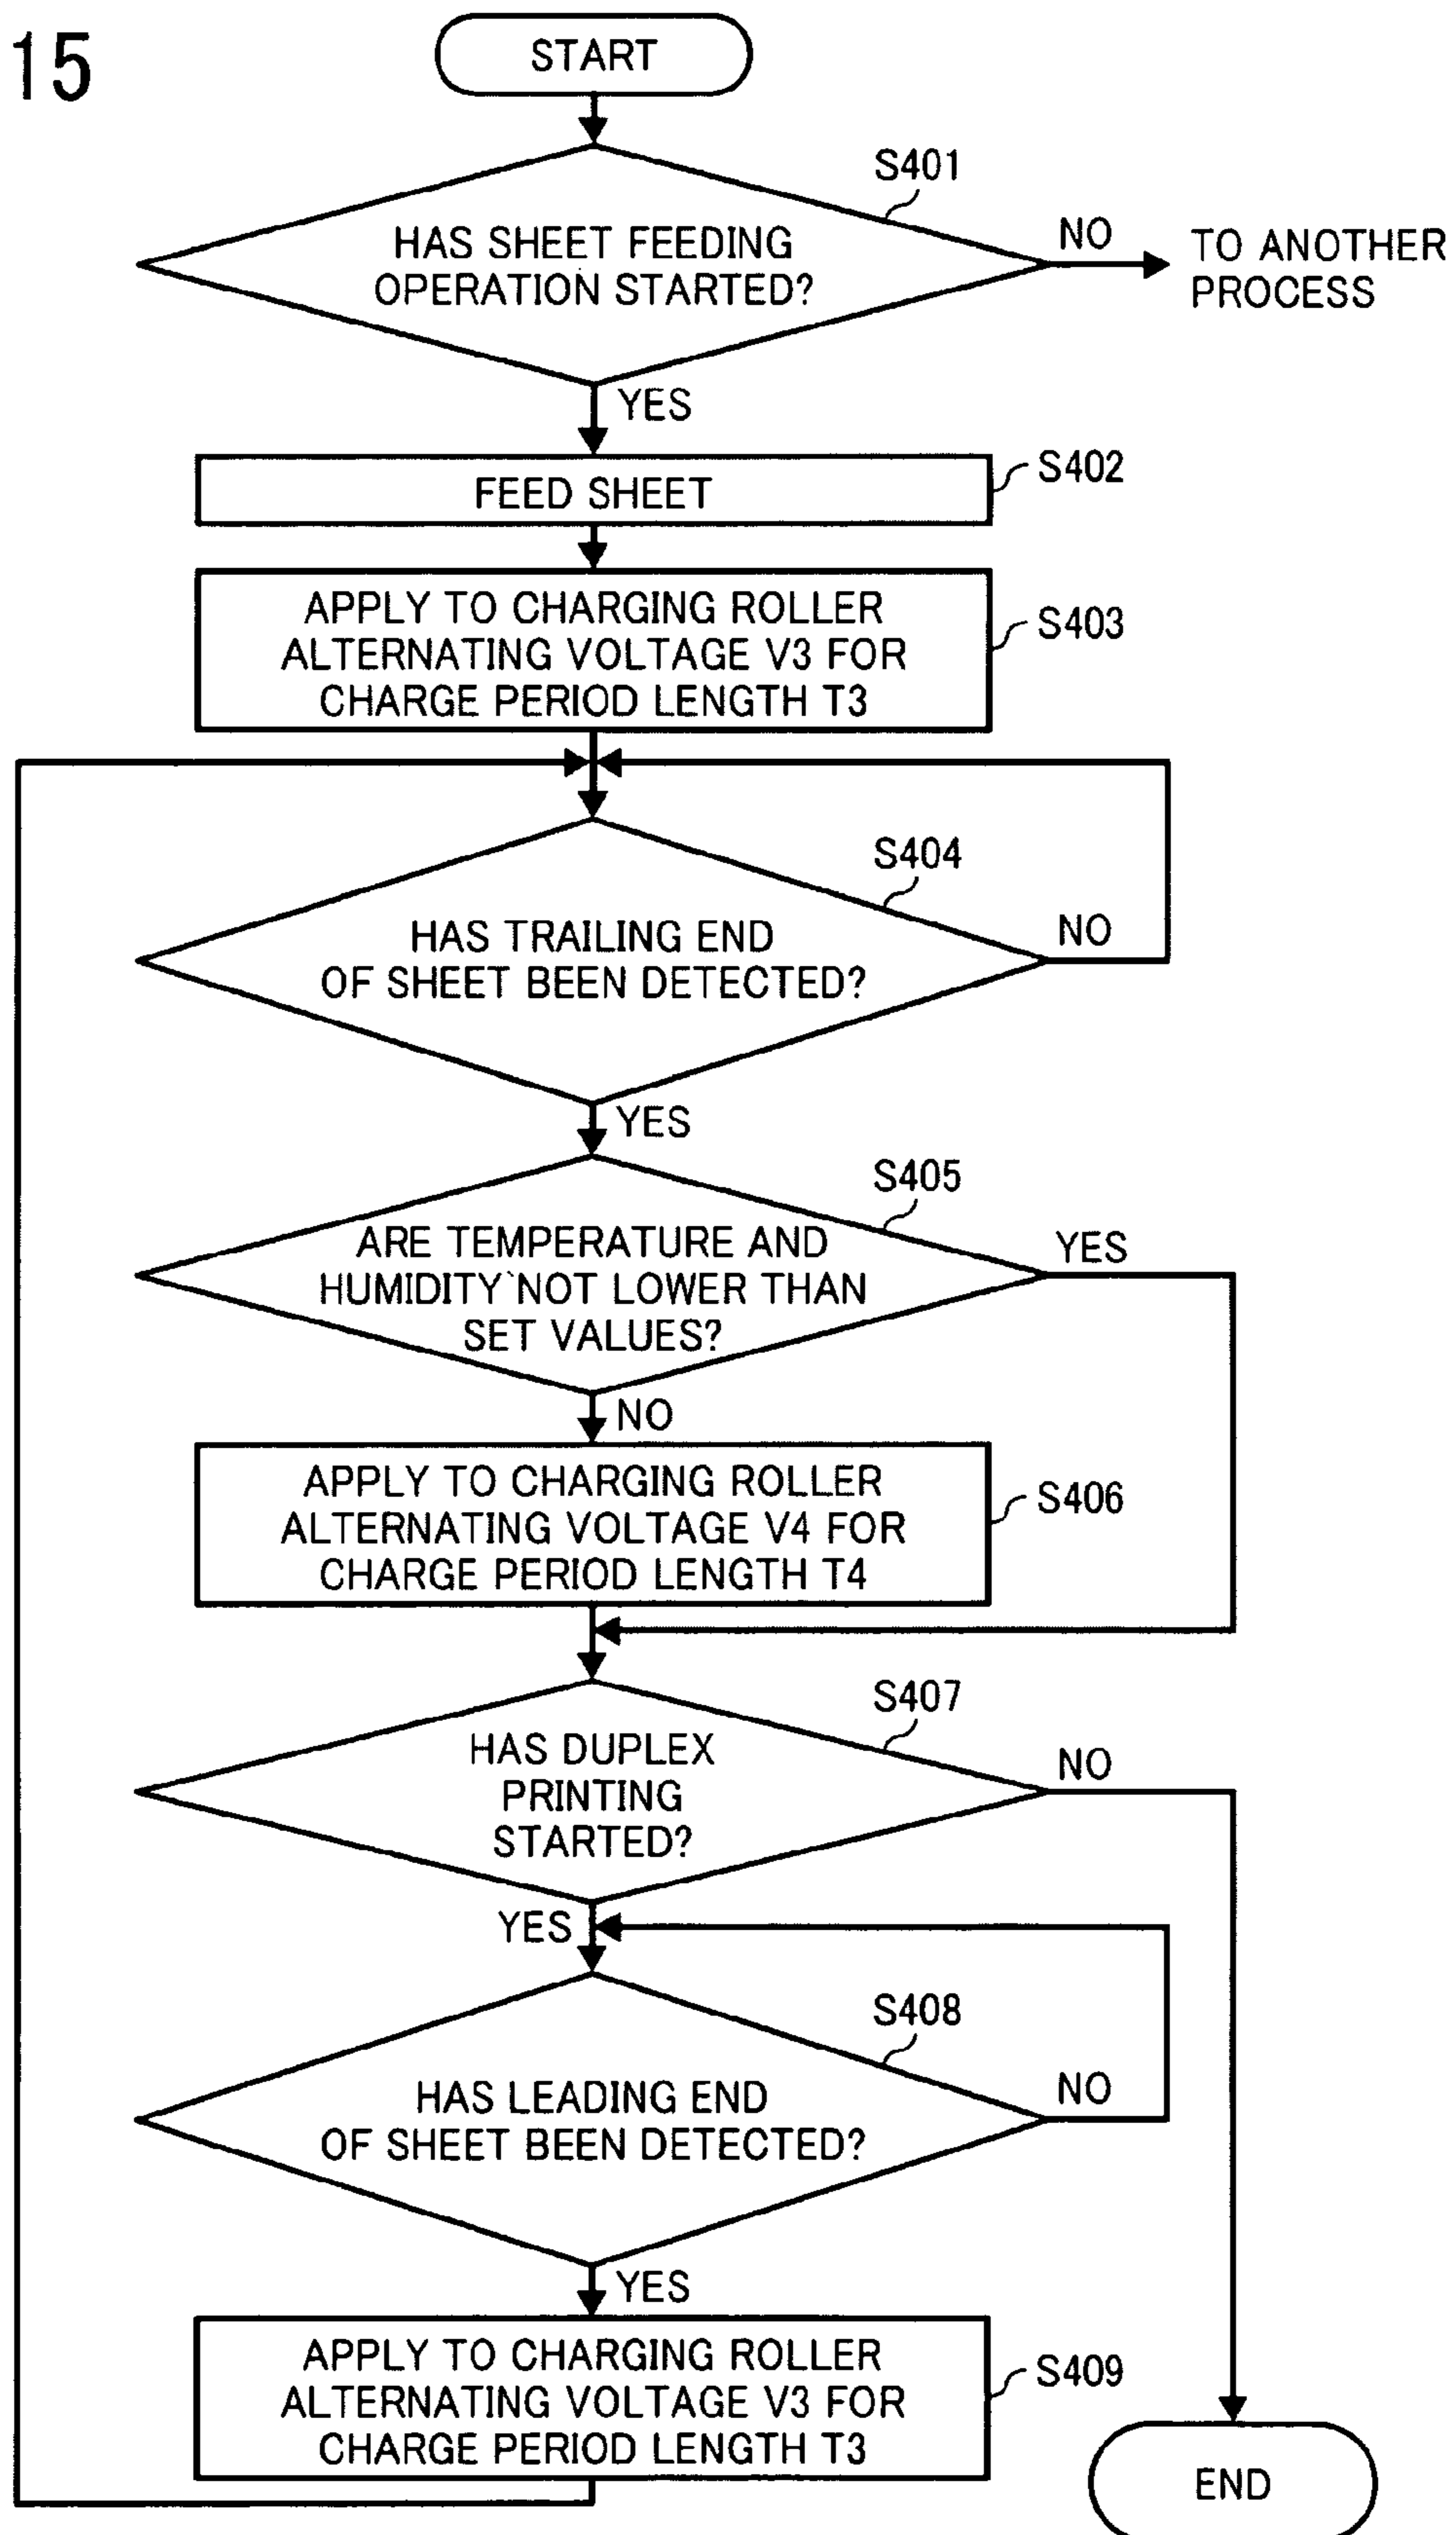 15
START
S401
HAS SHEET FEEDING
OPERATION STARTED?
NO
TO ANOTHER
PROCESS
YES
FEED SHEET
S402
APPLY TO CHARGING ROLLER
ALTERNATING VOLTAGE V3 FOR
CHARGE PERIOD LENGTH T3
S403
S404
HAS TRAILING END
OF SHEET BEEN DETECTED?
NO
YES
S405
ARE TEMPERATURE AND
HUMIDITY NOT LOWER THAN
SET VALUES?
YES
NO
APPLY TO CHARGING ROLLER
ALTERNATING VOLTAGE V4 FOR
CHARGE PERIOD LENGTH T4
S406
S407
HAS DUPLEX
PRINTING
STARTED?
NO
YES
S408
HAS LEADING END
OF SHEET BEEN DETECTED?
NO
YES
APPLY TO CHARGING ROLLER
ALTERNATING VOLTAGE V3 FOR
CHARGE PERIOD LENGTH T3
S409
END